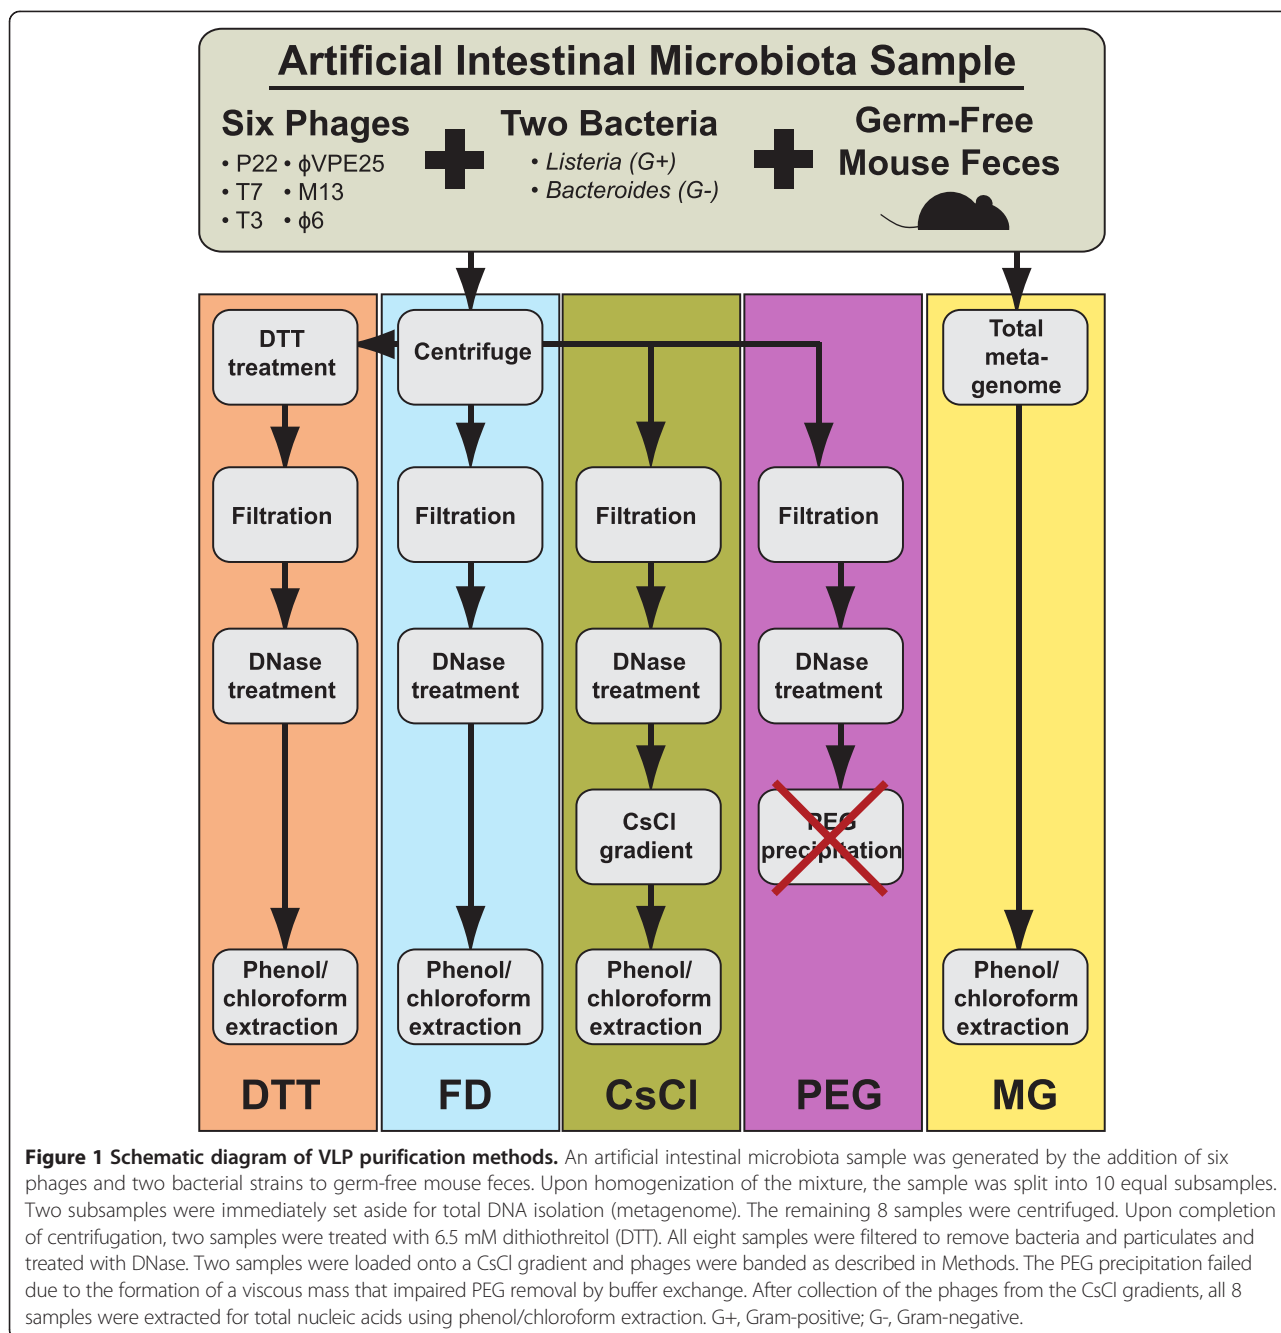 Artificial Intestinal Microbiota Sample
Six Phages
• P22 • ϕVPE25
• T7 • M13
• T3 • ϕ6
Two Bacteria
• Listeria (G+)
• Bacteroides (G-)
Germ-Free
Mouse Feces
DTT
treatment
Filtration
DNase
treatment
Phenol/
chloroform
extraction
DTT
Centrifuge
Filtration
DNase
treatment
Phenol/
chloroform
extraction
FD
Filtration
DNase
treatment
CsCl
gradient
Phenol/
chloroform
extraction
CsCl
Filtration
DNase
treatment
PEG
precipitation
PEG
Total
meta-
genome
Phenol/
chloroform
extraction
MG
Figure 1 Schematic diagram of VLP purification methods. An artificial intestinal microbiota sample was generated by the addition of six
phages and two bacterial strains to germ-free mouse feces. Upon homogenization of the mixture, the sample was split into 10 equal subsamples.
Two subsamples were immediately set aside for total DNA isolation (metagenome). The remaining 8 samples were centrifuged. Upon completion
of centrifugation, two samples were treated with 6.5 mM dithiothreitol (DTT). All eight samples were filtered to remove bacteria and particulates and
treated with DNase. Two samples were loaded onto a CsCl gradient and phages were banded as described in Methods. The PEG precipitation failed
due to the formation of a viscous mass that impaired PEG removal by buffer exchange. After collection of the phages from the CsCl gradients, all 8
samples were extracted for total nucleic acids using phenol/chloroform extraction. G+, Gram-positive; G-, Gram-negative.